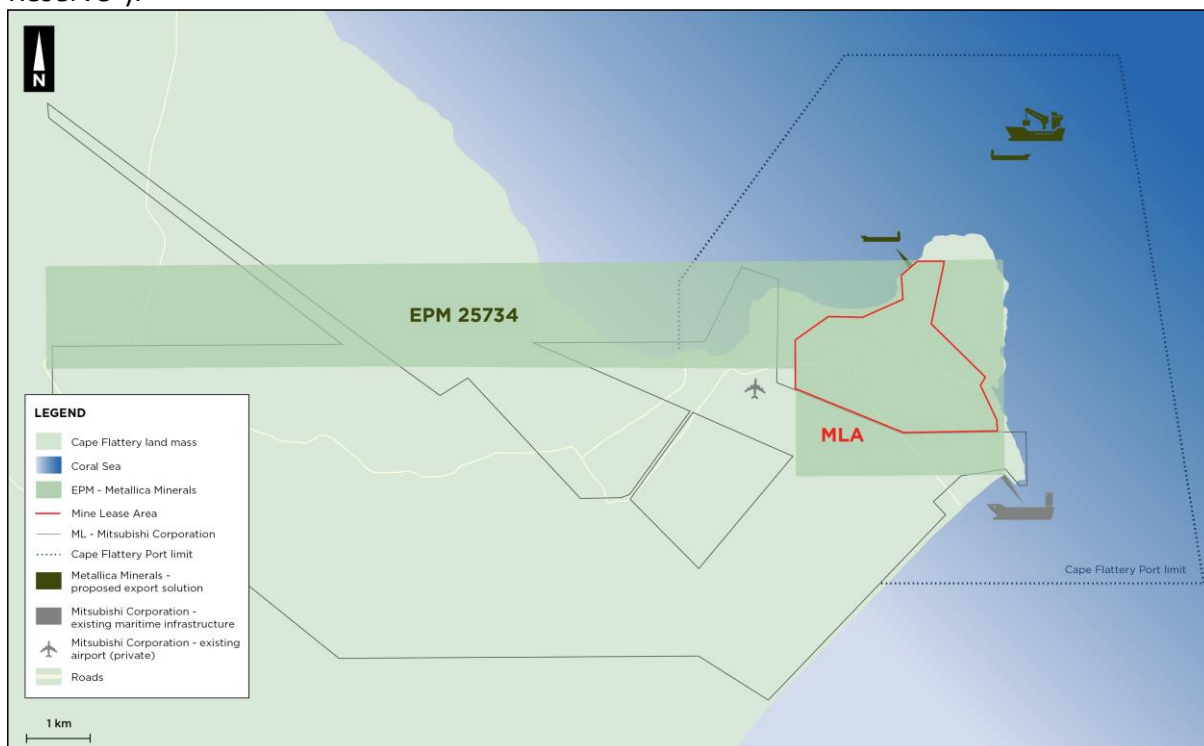 Reserve ).
N
EPM 25734
MLA
LEGEND
Cape Flattery land mass
Coral Sea
EPM - Metallica Minerals
Mine Lease Area
ML - Mitsubishi Corporation
Cape Flattery Port limit
Metallica Minerals -
proposed export solution
Mitsubishi Corporation -
existing maritime infrastructure
Mitsubishi Corporation - existing
airport (private)
Roads
Cape Flattery Port limit
1 km